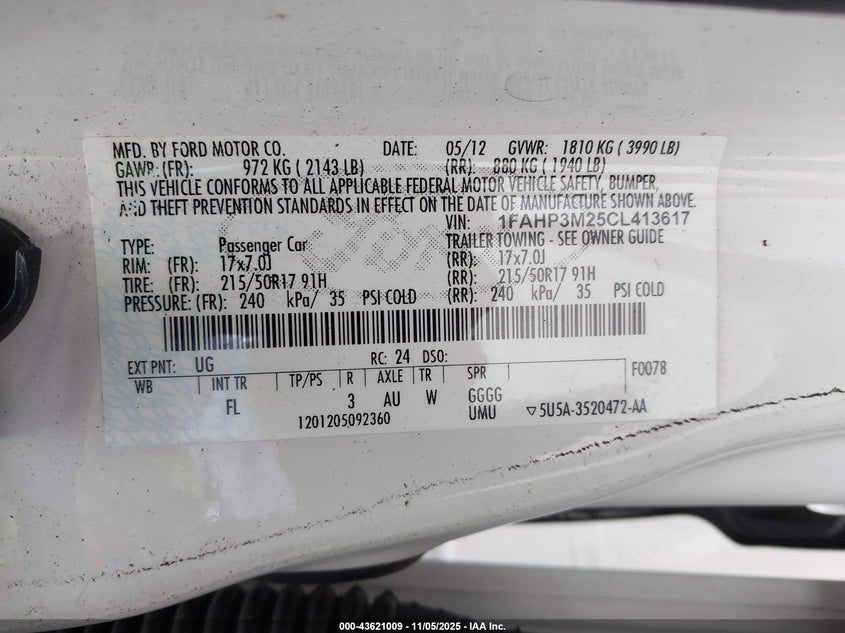 MFD. BY FORD MOTOR CO. DATE: 05/12 GVWR: 1810 KG ( 3990 LB)
GAWP: (FR): 972 KG ( 2143 LB) (RR): 880 KG ( 1940 LB)
THIS VEHICLE CONFORMS TO ALL APPLICABLE FEDERAL MOTOR VEHICLE SAFETY, BUMPER,
AND THEFT PREVENTION STANDARDS IN EFFECT ON THE DATE OF MANUFACTURE SHOWN ABOVE.
VIN: 1FAHP3M25CL413617
TYPE: Passenger Car TRAILER TOWING - SEE OWNER GUIDE
RIM: (FR): 17x7.0J (RR): 17x7.0J
TIRE: (FR): 215/50R17 91H (RR): 215/50R17 91H
PRESSURE: (FR): 240 kPa/ 35 PSI COLD (RR): 240 kPa/ 35 PSI COLD
EXT PNT: UG RC: 24 DSO: F0078
WB INT TR TP/PS R AXLE TR SPR
FL 3 AU W GGGG
1201205092360 UMU ▽5U5A-3520472-AA
000-43621009 - 11/05/2025 - IAA Inc.